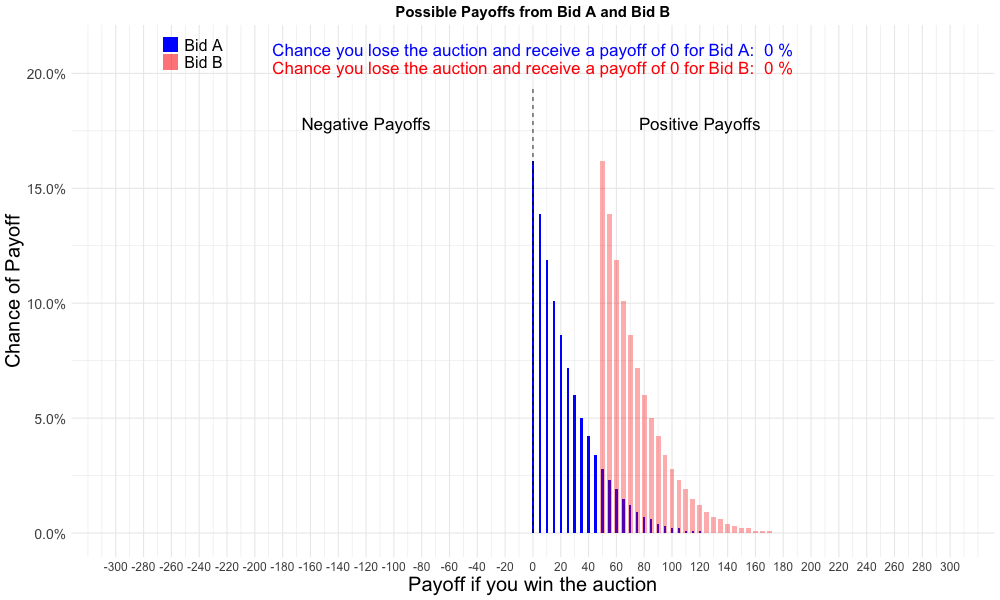 Possible Payoffs from Bid A and Bid B
Bid A
Bid B
Chance you lose the auction and receive a payoff of 0 for Bid A:  0 %
Chance you lose the auction and receive a payoff of 0 for Bid B:  0 %
Negative Payoffs
Positive Payoffs
Chance of Payoff
20.0%
15.0%
10.0%
5.0%
0.0%
-300 -280 -260 -240 -220 -200 -180 -160 -140 -120 -100 -80 -60 -40 -20 0 20 40 60 80 100 120 140 160 180 200 220 240 260 280 300
Payoff if you win the auction